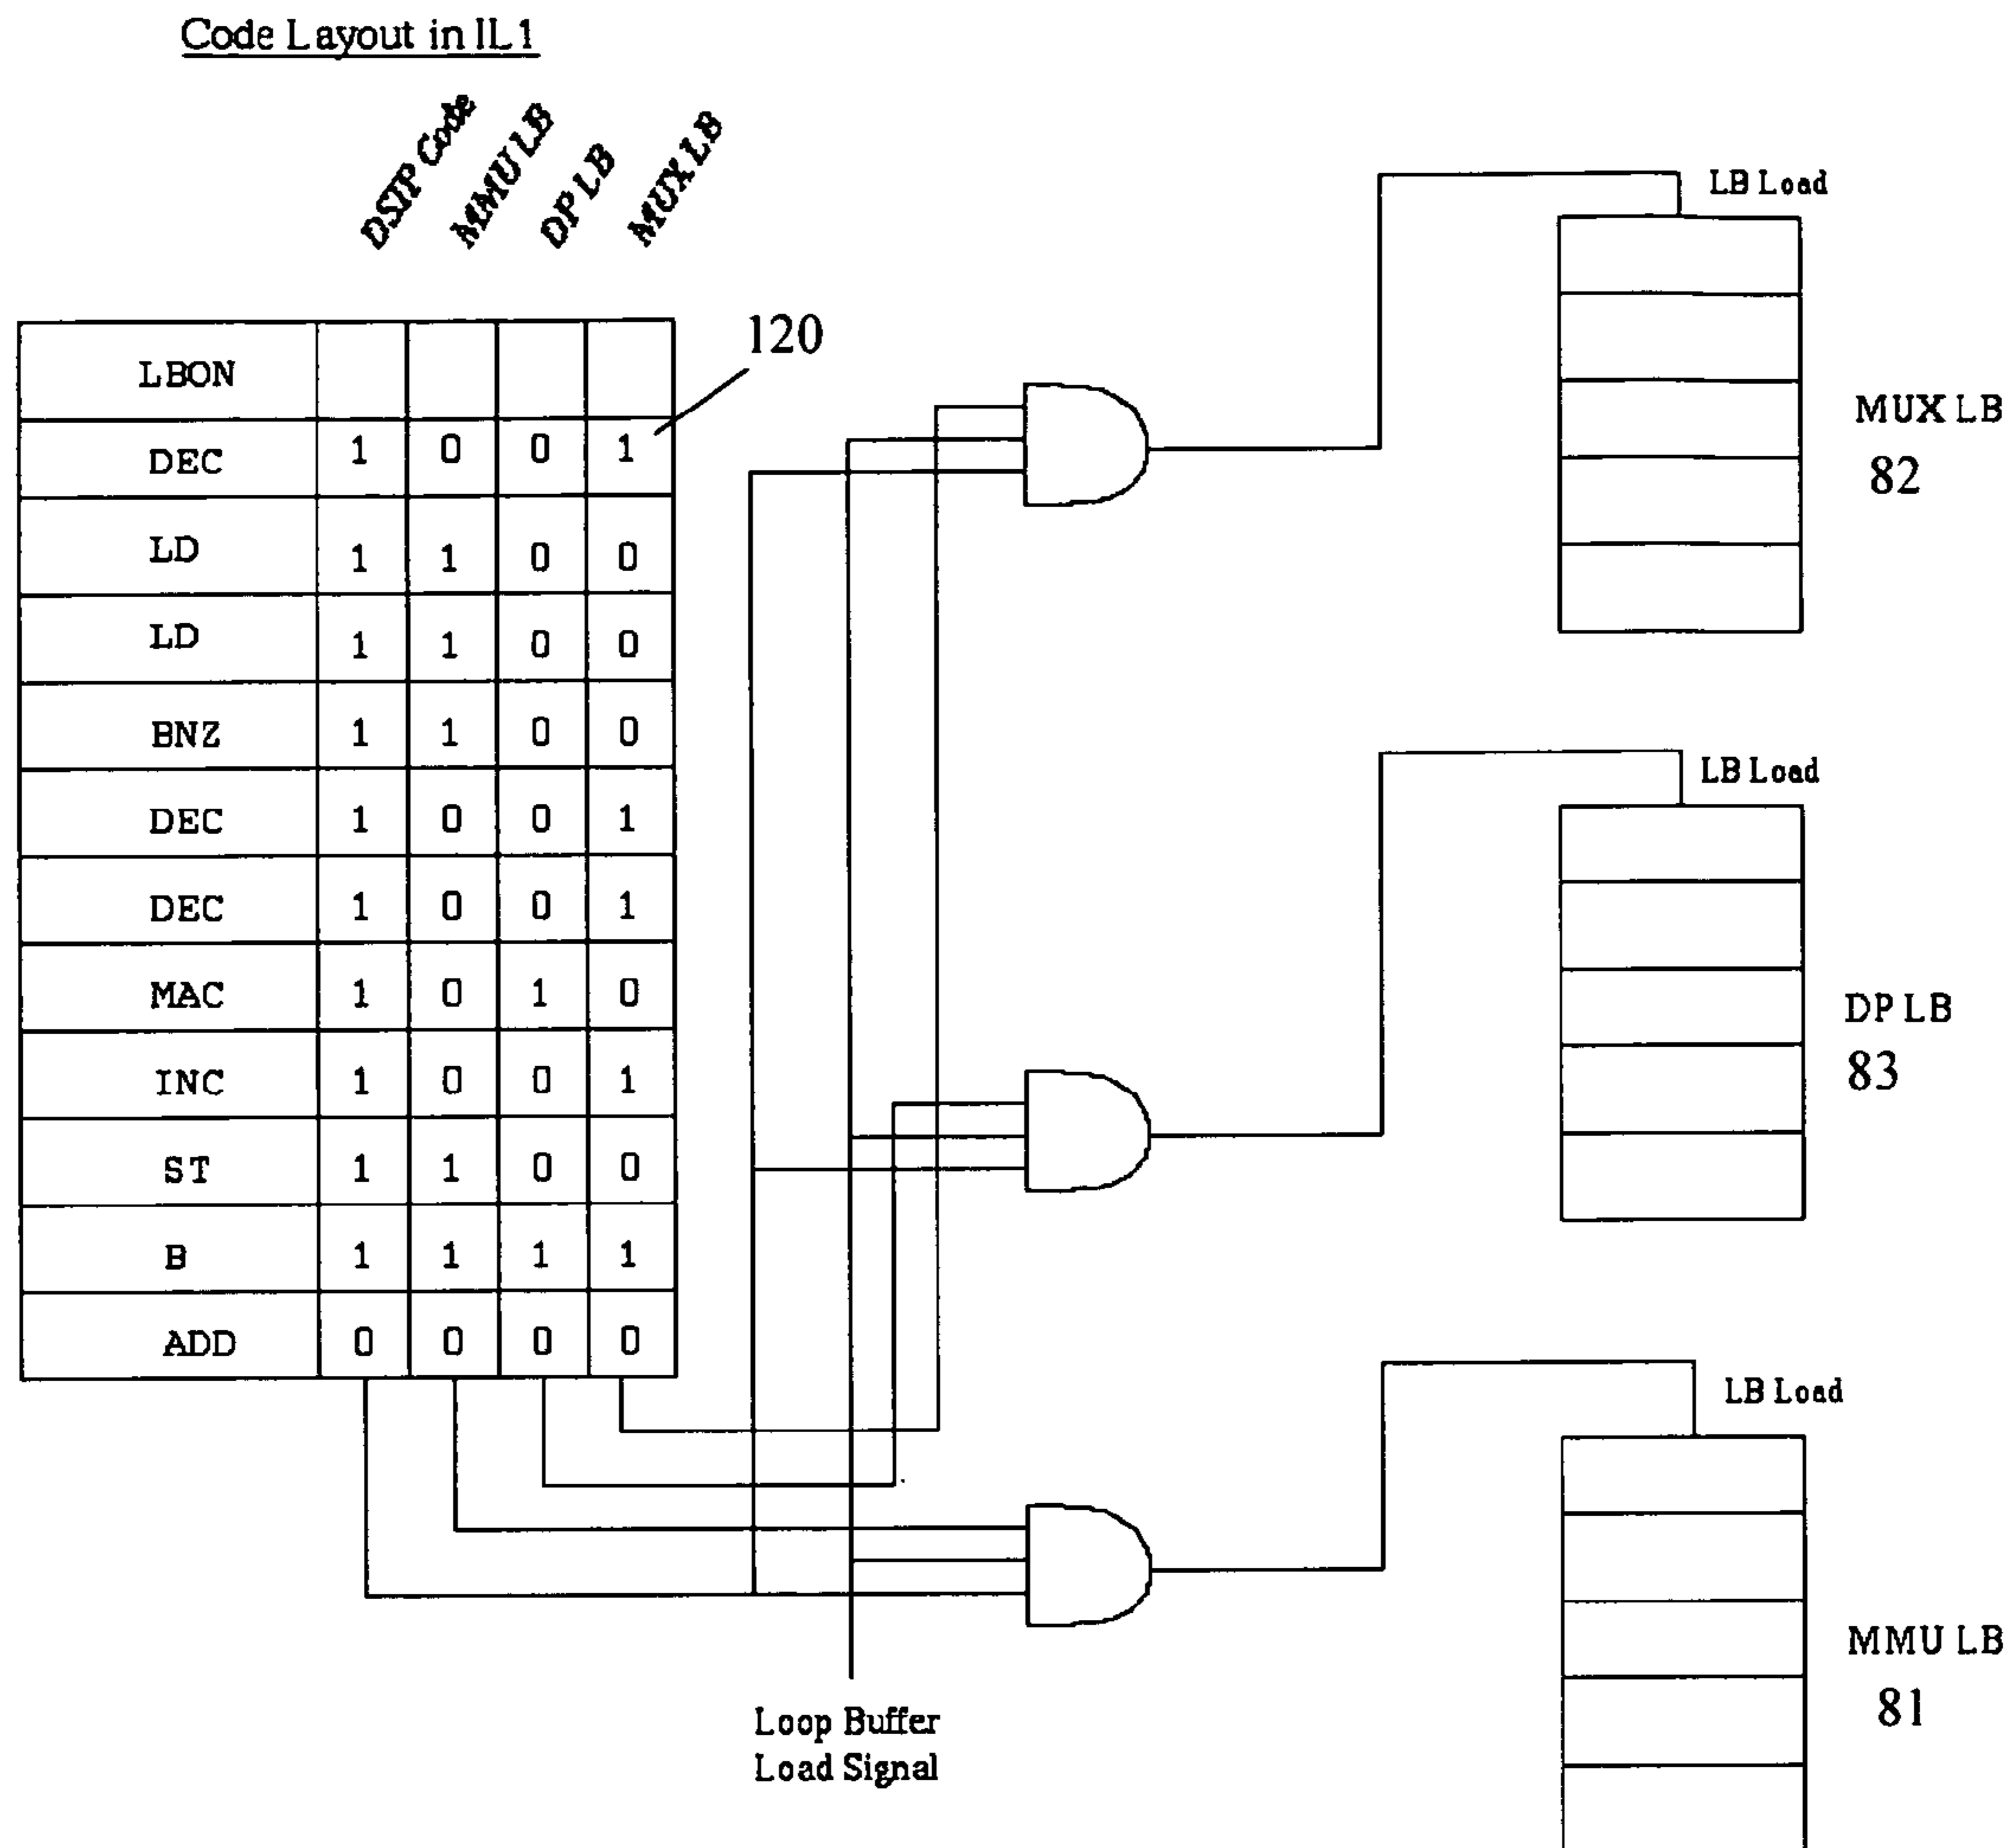 Code Layout in IL1
DSIP Code MMU LB DP LB MUX LB
LBON
DEC 1 0 0 1
LD 1 1 0 0
LD 1 1 0 0
BNZ 1 1 0 0
DEC 1 0 0 1
DEC 1 0 0 1
MAC 1 0 1 0
INC 1 0 0 1
ST 1 1 0 0
B 1 1 1 1
ADD 0 0 0 0
120
LB Load
MUX LB
82
LB Load
DP LB
83
LB Load
MMU LB
81
Loop Buffer
Load Signal